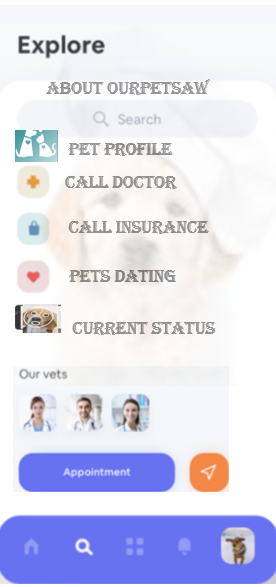 Explore
ABOUT OURPETSAW
Search
PET PROFILE
CALL DOCTOR
CALL INSURANCE
PETS DATING
CURRENT STATUS
Our vets
Appointment